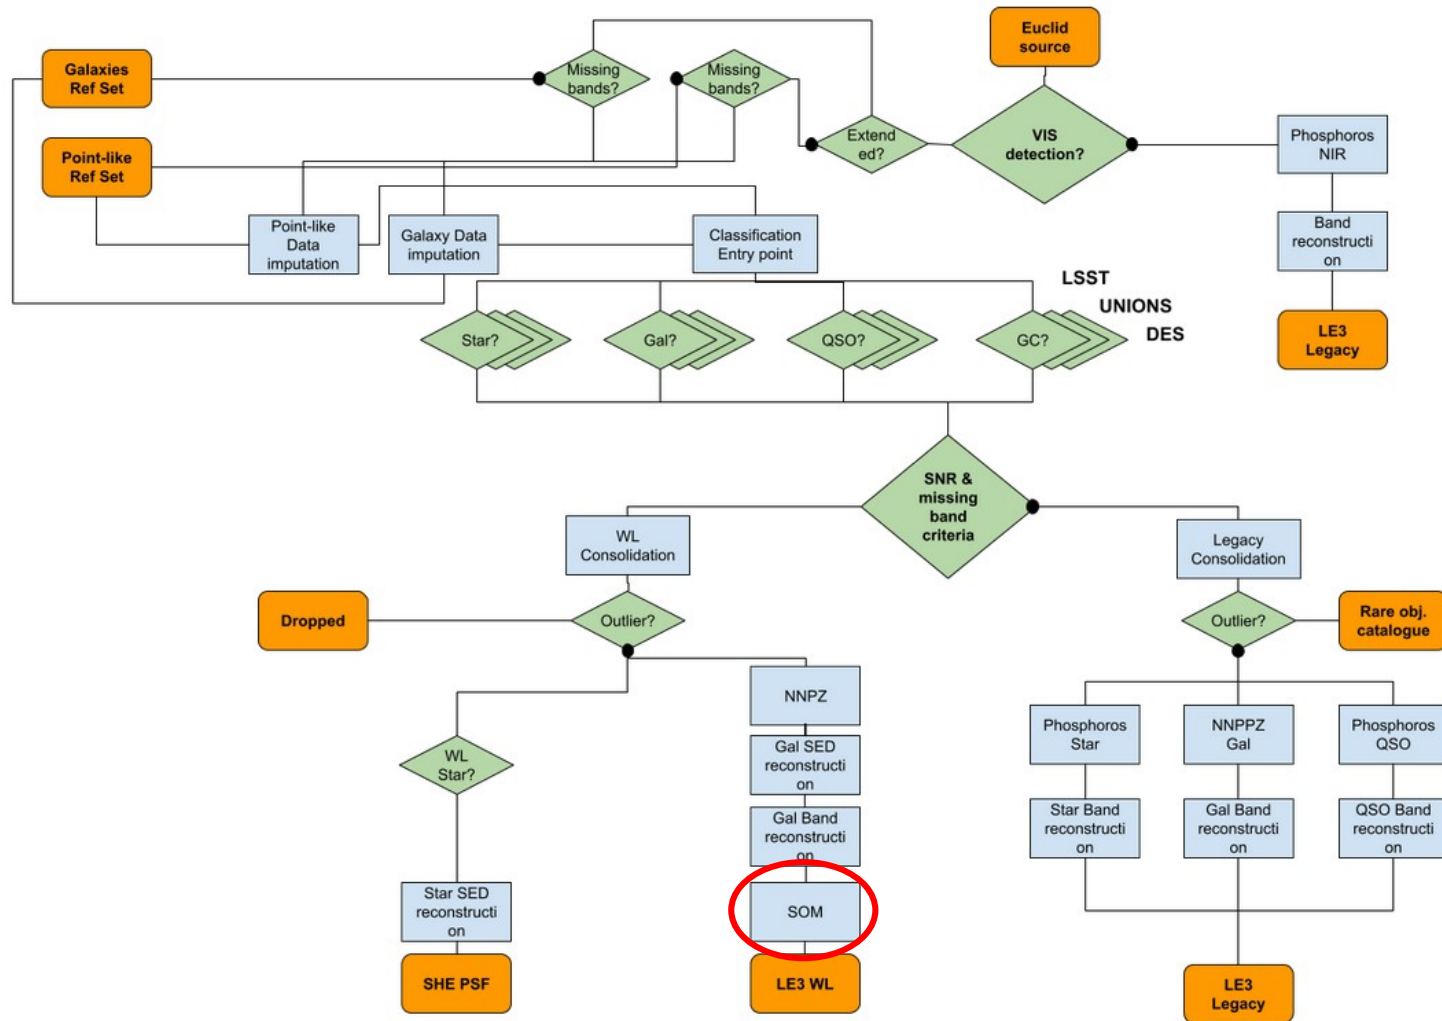 Euclid
source
Galaxies
Ref Set
Missing
bands?
Missing
bands?
Extend
ed?
VIS
detection?
Phosphoros
NIR
Point-like
Ref Set
Point-like
Data
imputation
Galaxy Data
imputation
Classification
Entry point
Band
reconstructi
on
LSST
UNIONS
DES
Star?
Gal?
QSO?
GC?
LE3
Legacy
SNR &
missing
band
criteria
WL
Consolidation
Legacy
Consolidation
Dropped
Outlier?
Outlier?
Rare obj.
catalogue
NNPZ
Phosphoros
Star
NNPPZ
Gal
Phosphoros
QSO
WL
Star?
Gal SED
reconstructi
on
Gal Band
reconstructi
on
Star Band
reconstructi
on
Gal Band
reconstructi
on
QSO Band
reconstructi
on
Star SED
reconstructi
on
SOM
SHE PSF
LE3 WL
LE3
Legacy